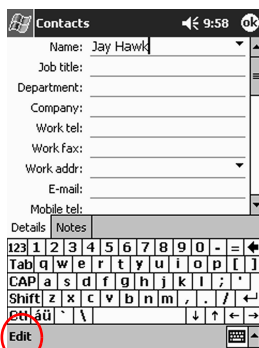 Contacts 9:58 ok
Name: Jay Hawk
Job title:
Department:
Company:
Work tel:
Work fax:
Work addr:
E-mail:
Mobile tel:
Details Notes
123 1 2 3 4 5 6 7 8 9 0 - =
Tab q w e r t y u i o p [ ]
CAP a s d f g h j k l ; '
Shift z x c v b n m , . /
Ctl áü ` \
Edit